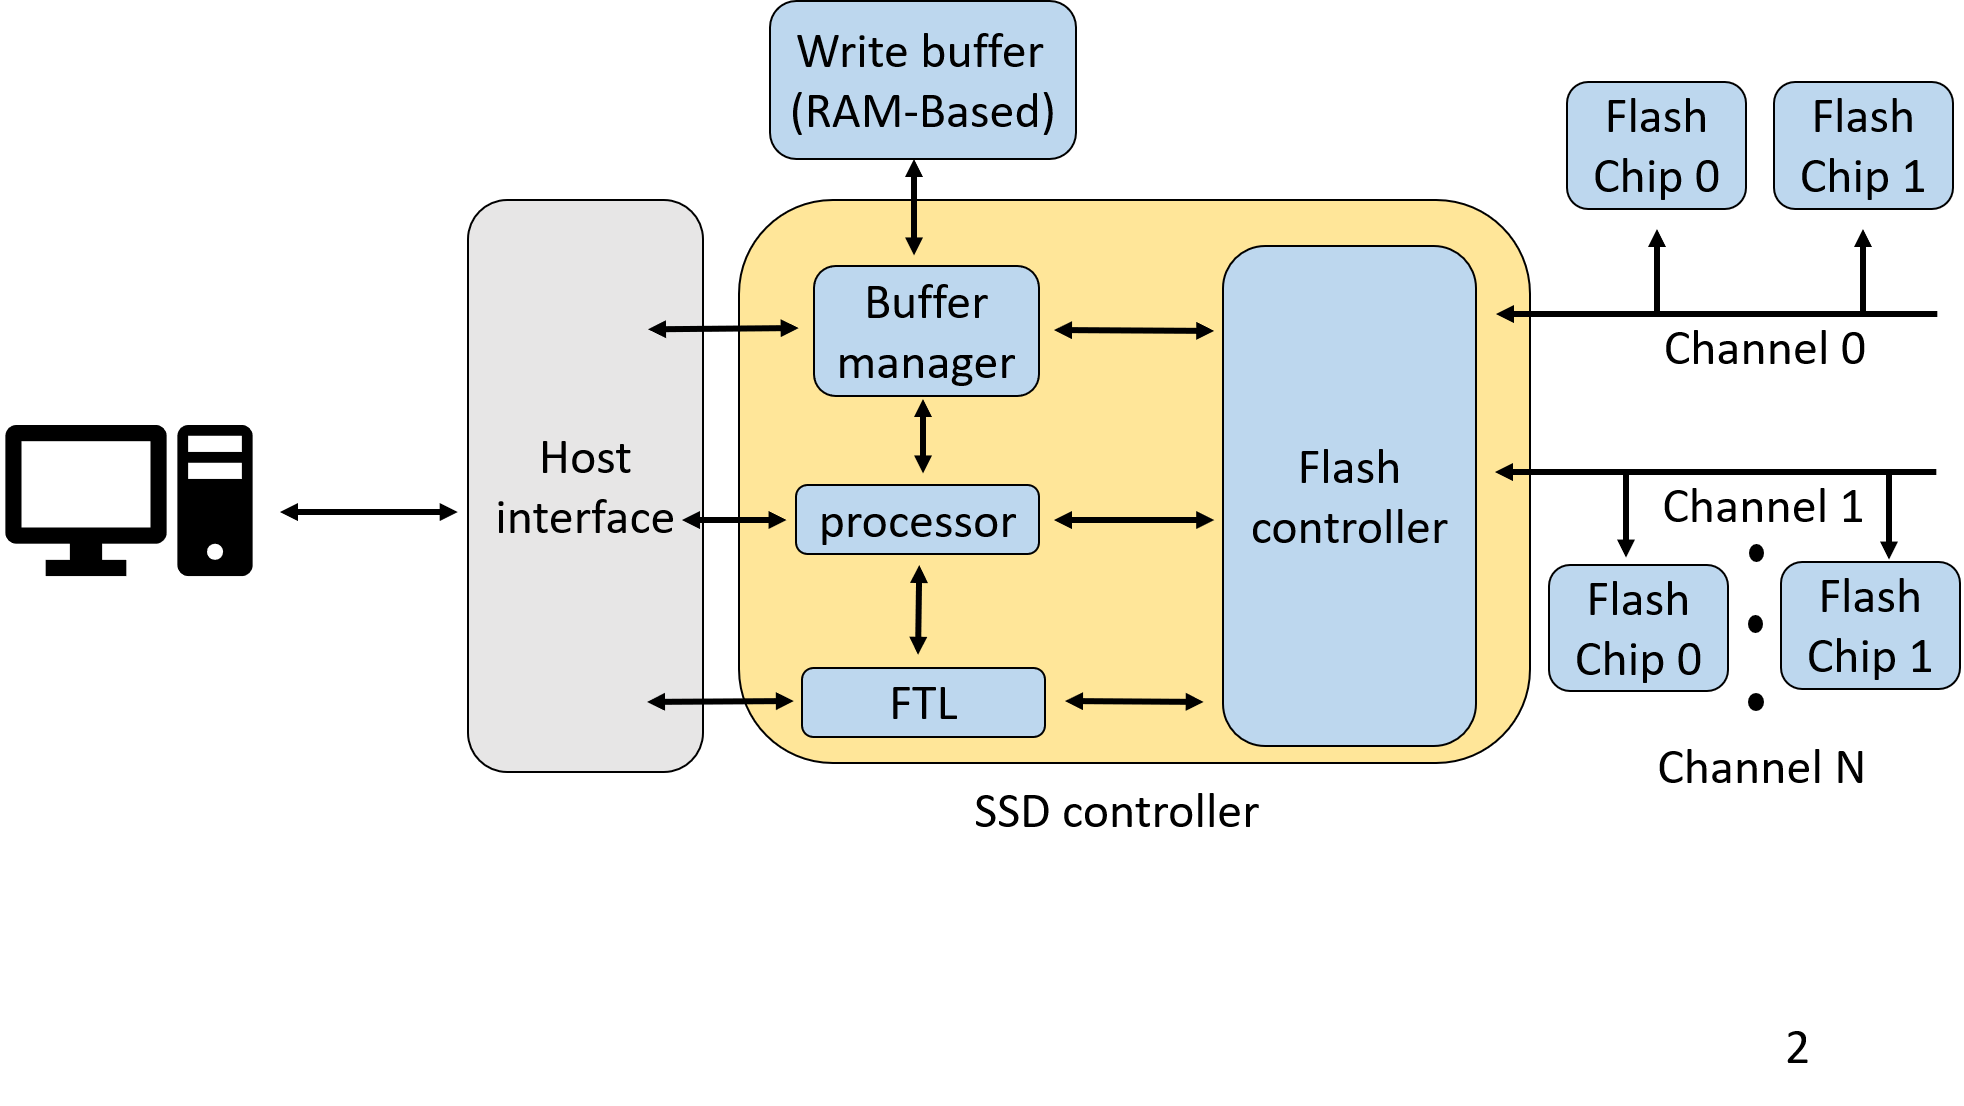 Write buffer
(RAM-Based)
Flash
Chip 0
Flash
Chip 1
Buffer
manager
Channel 0
Host
interface
processor
Flash
controller
Channel 1
Flash
Chip 0
Flash
Chip 1
FTL
Channel N
SSD controller
2